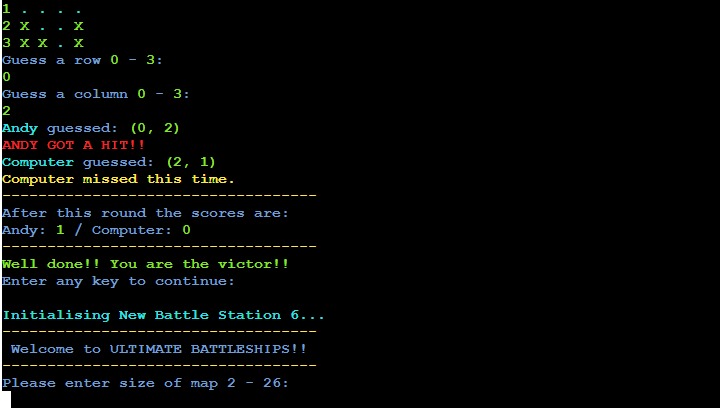 1 . . . .
2 X . . X
3 X X . X
Guess a row 0 - 3:
0
Guess a column 0 - 3:
2
Andy guessed: (0, 2)
ANDY GOT A HIT!!
Computer guessed: (2, 1)
Computer missed this time.
-----------------------------------
After this round the scores are:
Andy: 1 / Computer: 0
-----------------------------------
Well done!! You are the victor!!
Enter any key to continue:
Initialising New Battle Station 6...
-----------------------------------
Welcome to ULTIMATE BATTLESHIPS!!
-----------------------------------
Please enter size of map 2 - 26: